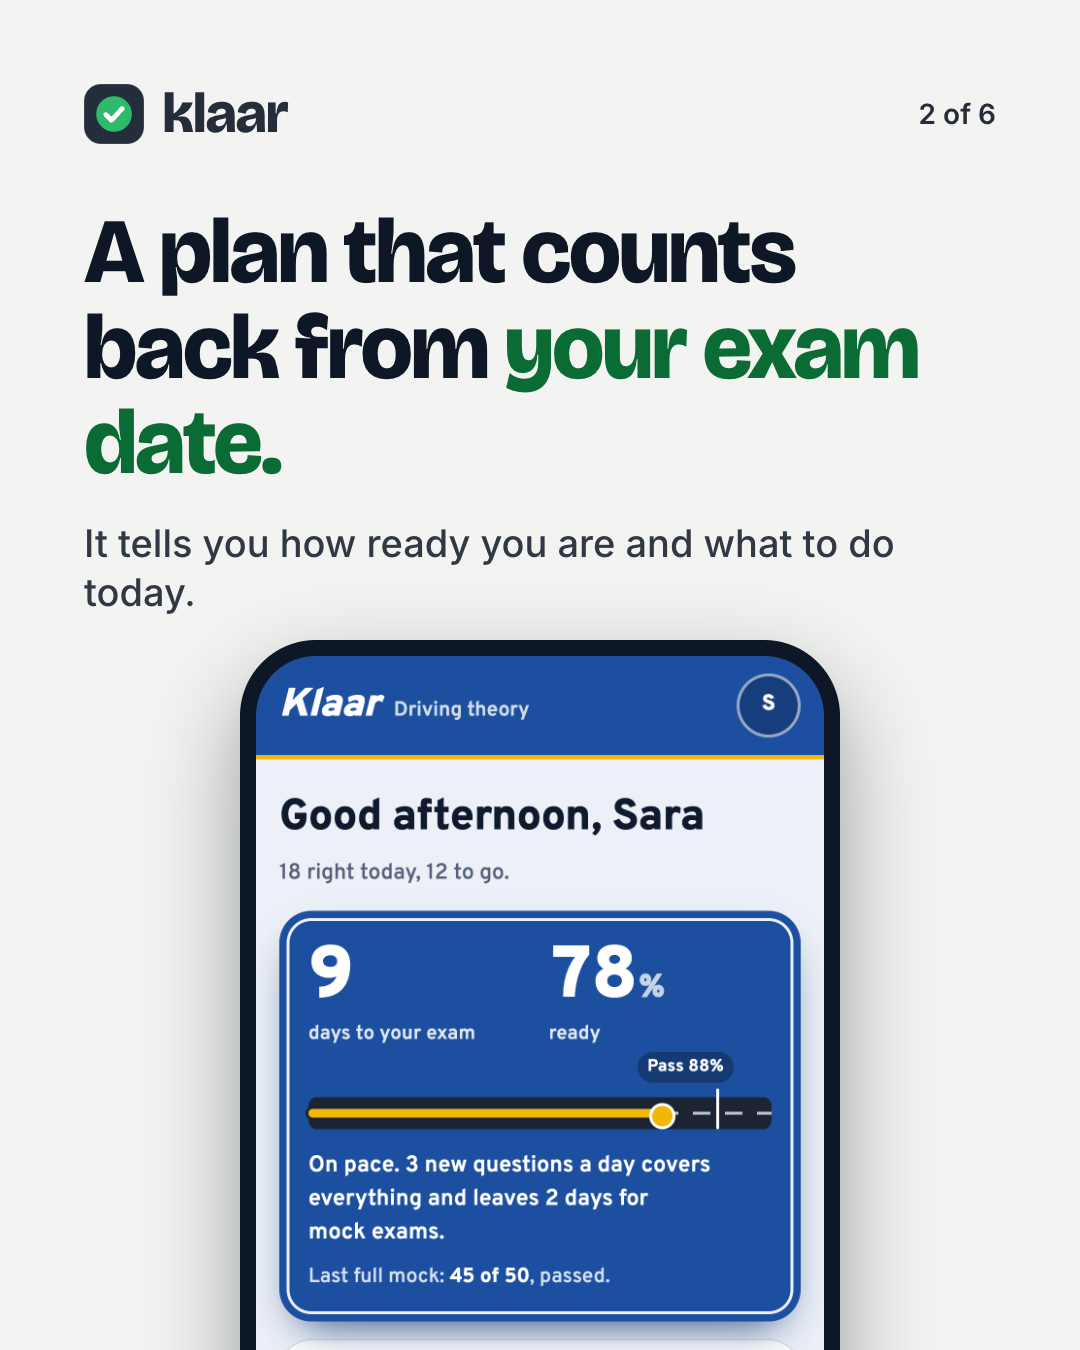 klaar
2 of 6
A plan that counts
back from your exam
date.
It tells you how ready you are and what to do
today.
Klaar Driving theory
S
Good afternoon, Sara
18 right today, 12 to go.
9
days to your exam
78%
ready
Pass 88%
On pace. 3 new questions a day covers
everything and leaves 2 days for
mock exams.
Last full mock: 45 of 50, passed.